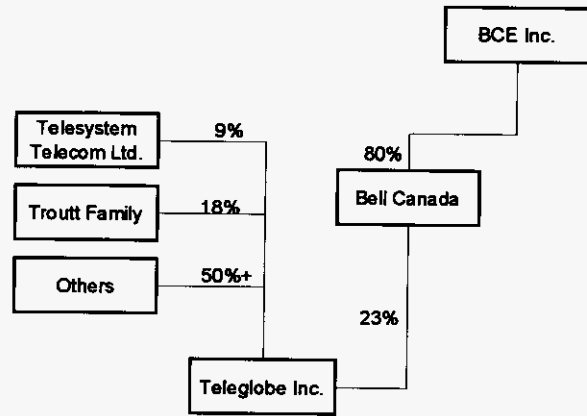 BCE Inc.
Telesystem
Telecom Ltd.
9%
80%
Troutt Family
18%
Bell Canada
Others
50%+
23%
Teleglobe Inc.